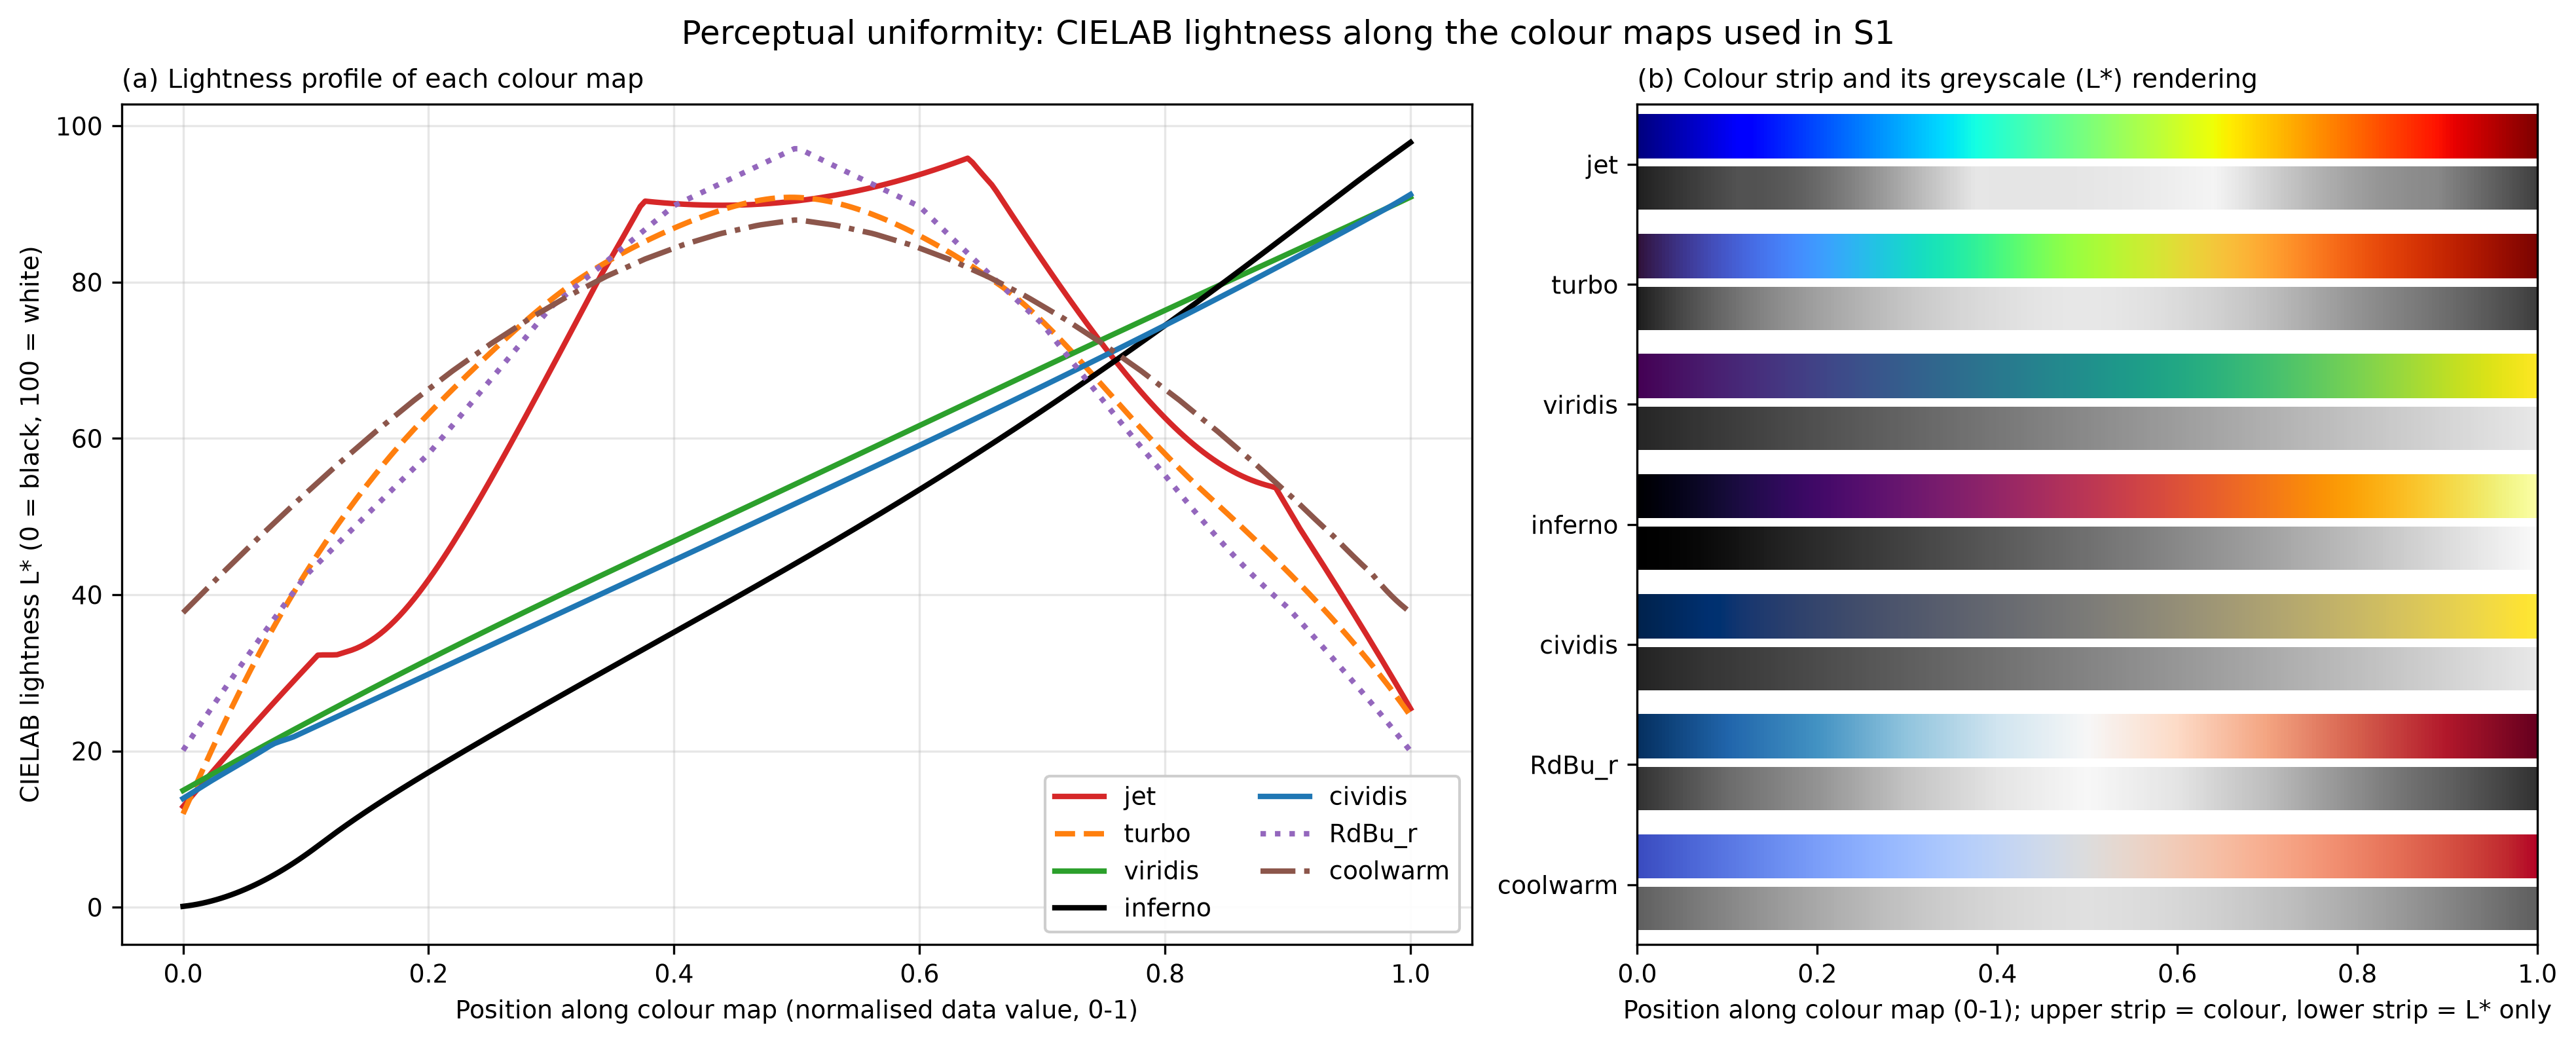 Perceptual uniformity: CIELAB lightness along the colour maps used in S1
(a) Lightness profile of each colour map
CIELAB lightness L* (0 = black, 100 = white)
100
80
60
40
20
0
0.0
0.2
0.4
0.6
0.8
1.0
Position along colour map (normalised data value, 0-1)
jet
turbo
viridis
inferno
cividis
RdBu_r
coolwarm
(b) Colour strip and its greyscale (L*) rendering
jet
turbo
viridis
inferno
cividis
RdBu_r
coolwarm
0.0
0.2
0.4
0.6
0.8
1.0
Position along colour map (0-1); upper strip = colour, lower strip = L* only